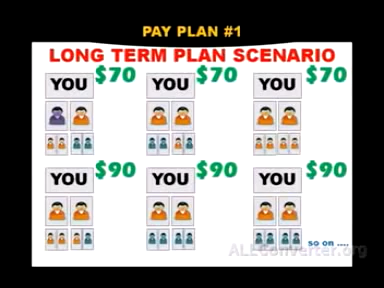 PAY PLAN #1
LONG TERM PLAN SCENARIO
YOU $70 YOU $70 YOU $70
YOU $90 YOU $90 YOU $90
so on ....
ALLConverter.org